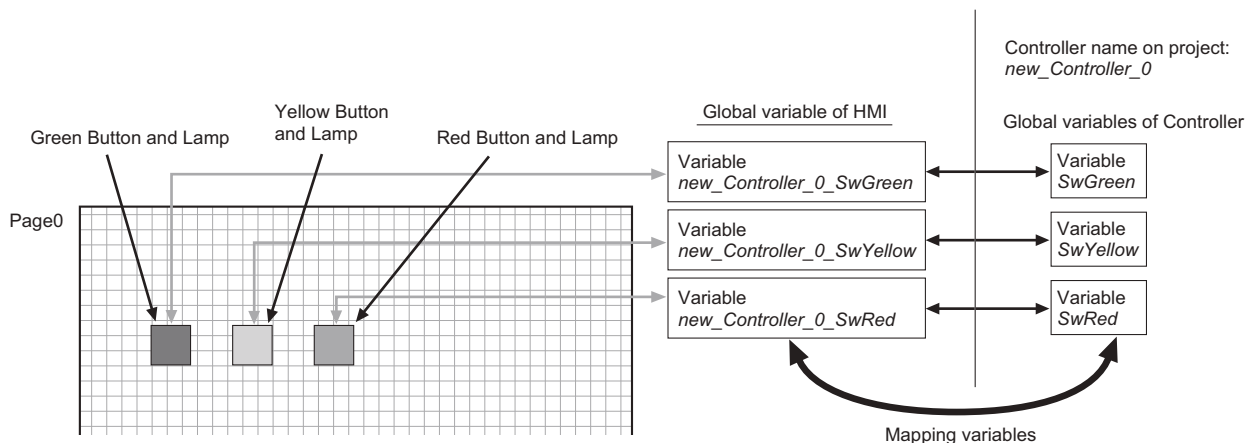 Controller name on project:
new_Controller_0
Yellow Button
and Lamp
Global variable of HMI
Global variables of Controller
Green Button and Lamp
Red Button and Lamp
Variable
new_Controller_0_SwGreen
Variable
SwGreen
Page0
Variable
new_Controller_0_SwYellow
Variable
SwYellow
Variable
new_Controller_0_SwRed
Variable
SwRed
Mapping variables